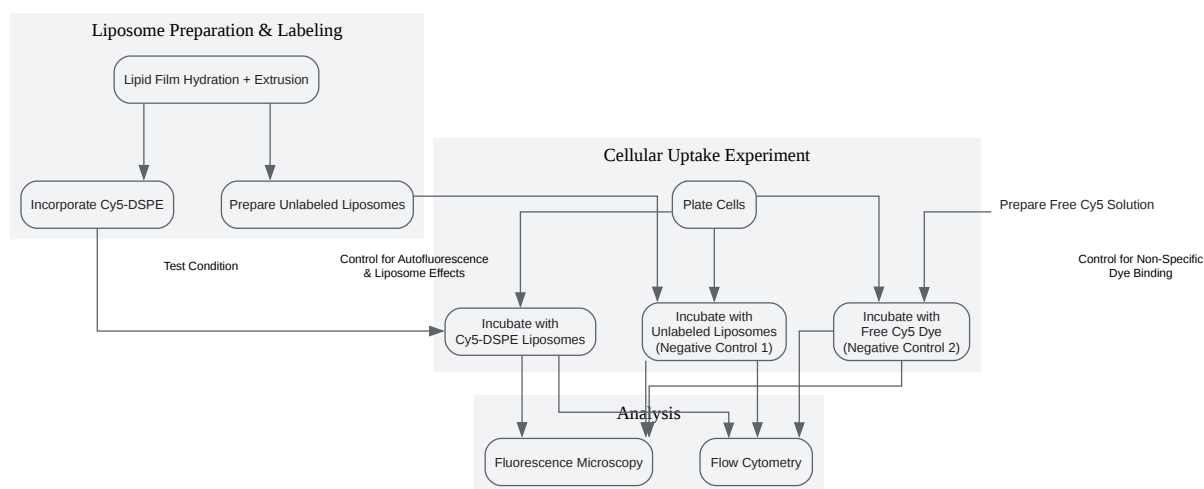 Liposome Preparation & Labeling
Lipid Film Hydration + Extrusion
Incorporate Cy5-DSPE
Prepare Unlabeled Liposomes
Cellular Uptake Experiment
Plate Cells
Prepare Free Cy5 Solution
Test Condition
Control for Autofluorescence
& Liposome Effects
Control for Non-Specific
Dye Binding
Incubate with
Cy5-DSPE Liposomes
Incubate with
Unlabeled Liposomes
(Negative Control 1)
Incubate with
Free Cy5 Dye
(Negative Control 2)
Analysis
Fluorescence Microscopy
Flow Cytometry